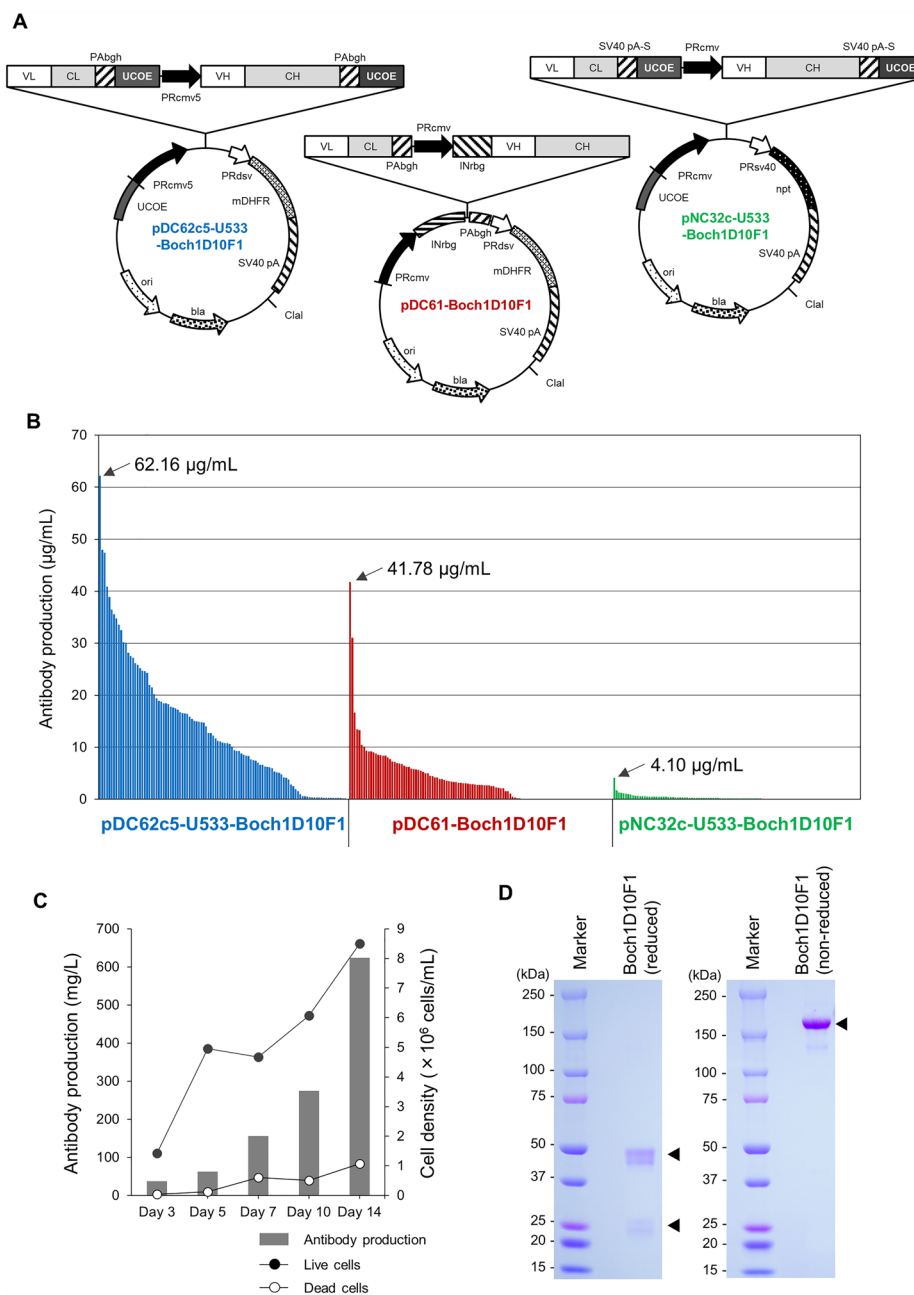 A
PAbgh
PAbgh
VL
CL
UCOE
VH
CH
UCOE
PRcmv5
SV40 pA-S
PRcmv
SV40 pA-S
VL
CL
UCOE
VH
CH
UCOE
PRcmv
VL
CL
VH
CH
PAbgh
INrbg
PRdsv
PRcmv5
mDHFR
UCOE
pDC62c5-U533
-Boch1D10F1
SV40 pA
ori
bla
ClaI
PAbgh
INrbg
PRdsv
PRcmv
mDHFR
pDC61-Boch1D10F1
SV40 pA
ori
bla
ClaI
PRsv40
PRcmv
npt
UCOE
pNC32c-U533
-Boch1D10F1
SV40 pA
ori
bla
ClaI
B
Antibody production (µg/mL)
70
60
50
40
30
20
10
0
62.16 µg/mL
41.78 µg/mL
4.10 µg/mL
pDC62c5-U533-Boch1D10F1
pDC61-Boch1D10F1
pNC32c-U533-Boch1D10F1
C
Antibody production (mg/L)
700
600
500
400
300
200
100
0
Cell density ( × 10⁶ cells/mL)
9
8
7
6
5
4
3
2
1
0
Day 3
Day 5
Day 7
Day 10
Day 14
Antibody production
Live cells
Dead cells
D
Marker
Boch1D10F1
(reduced)
(kDa)
250
150
100
75
50
37
25
20
15
Marker
Boch1D10F1
(non-reduced)
(kDa)
250
150
100
75
50
37
25
20
15